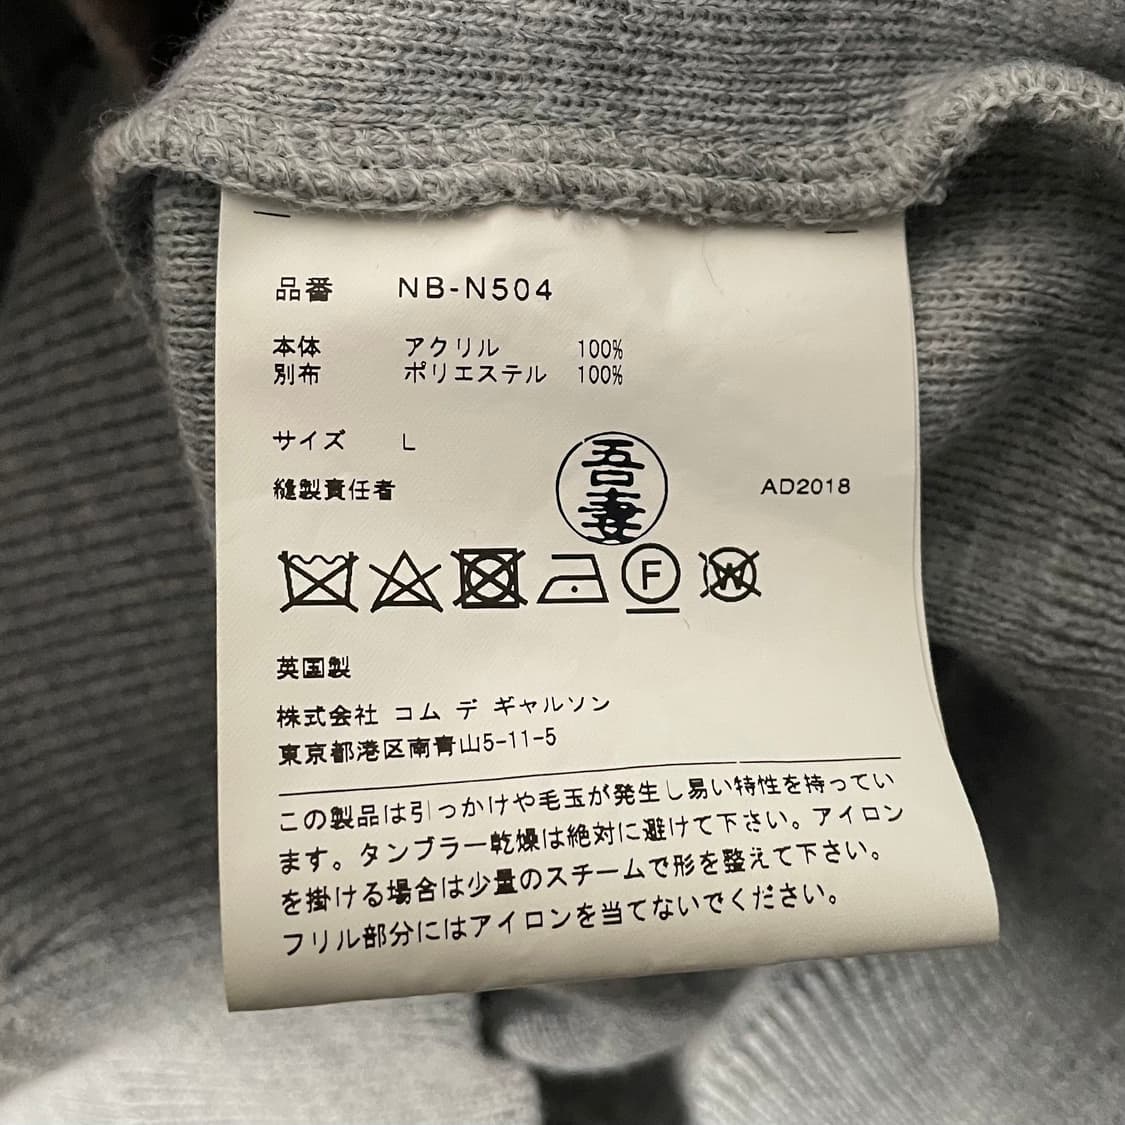 品番 NB-N504
本体 アクリル 100%
別布 ポリエステル 100%
サイズ L
縫製責任者 吾妻 AD2018
F W
英国製
株式会社 コム デ ギャルソン
東京都港区南青山5-11-5
この製品は引っかけや毛玉が発生し易い特性を持ってい
ます。タンブラー乾燥は絶対に避けて下さい。アイロン
を掛ける場合は少量のスチームで形を整えて下さい。
フリル部分にはアイロンを当てないでください。